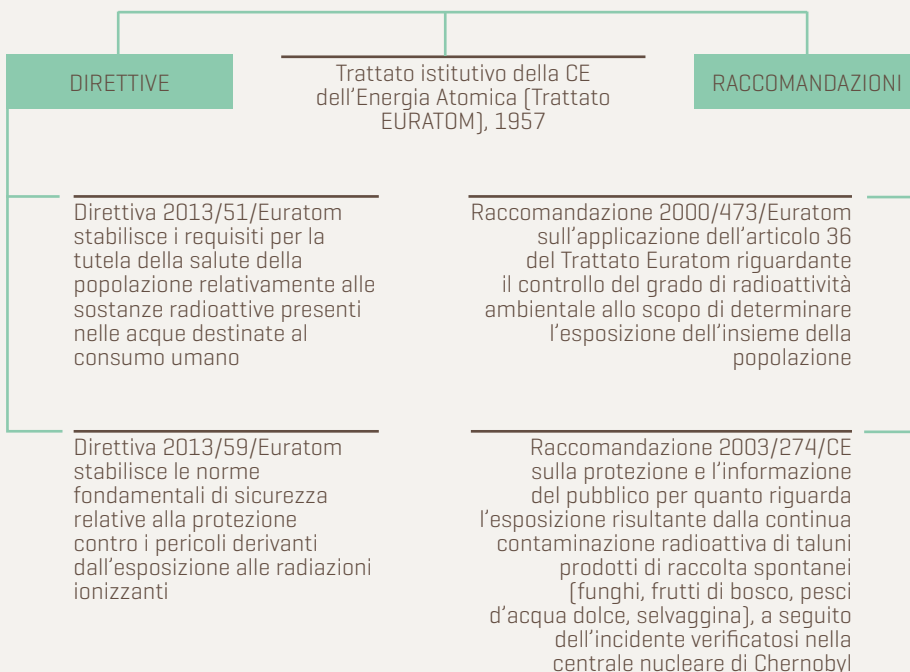 DIRETTIVE
Trattato istitutivo della CE
dell'Energia Atomica (Trattato
EURATOM), 1957
RACCOMANDAZIONI
Direttiva 2013/51/Euratom
stabilisce i requisiti per la
tutela della salute della
popolazione relativamente alle
sostanze radioattive presenti
nelle acque destinate al
consumo umano
Raccomandazione 2000/473/Euratom
sull'applicazione dell'articolo 36
del Trattato Euratom riguardante
il controllo del grado di radioattività
ambientale allo scopo di determinare
l'esposizione dell'insieme della
popolazione
Direttiva 2013/59/Euratom
stabilisce le norme
fondamentali di sicurezza
relative alla protezione
contro i pericoli derivanti
dall'esposizione alle radiazioni
ionizzanti
Raccomandazione 2003/274/CE
sulla protezione e l'informazione
del pubblico per quanto riguarda
l'esposizione risultante dalla continua
contaminazione radioattiva di taluni
prodotti di raccolta spontanei
(funghi, frutti di bosco, pesci
d'acqua dolce, selvaggina), a seguito
dell'incidente verificatosi nella
centrale nucleare di Chernobyl